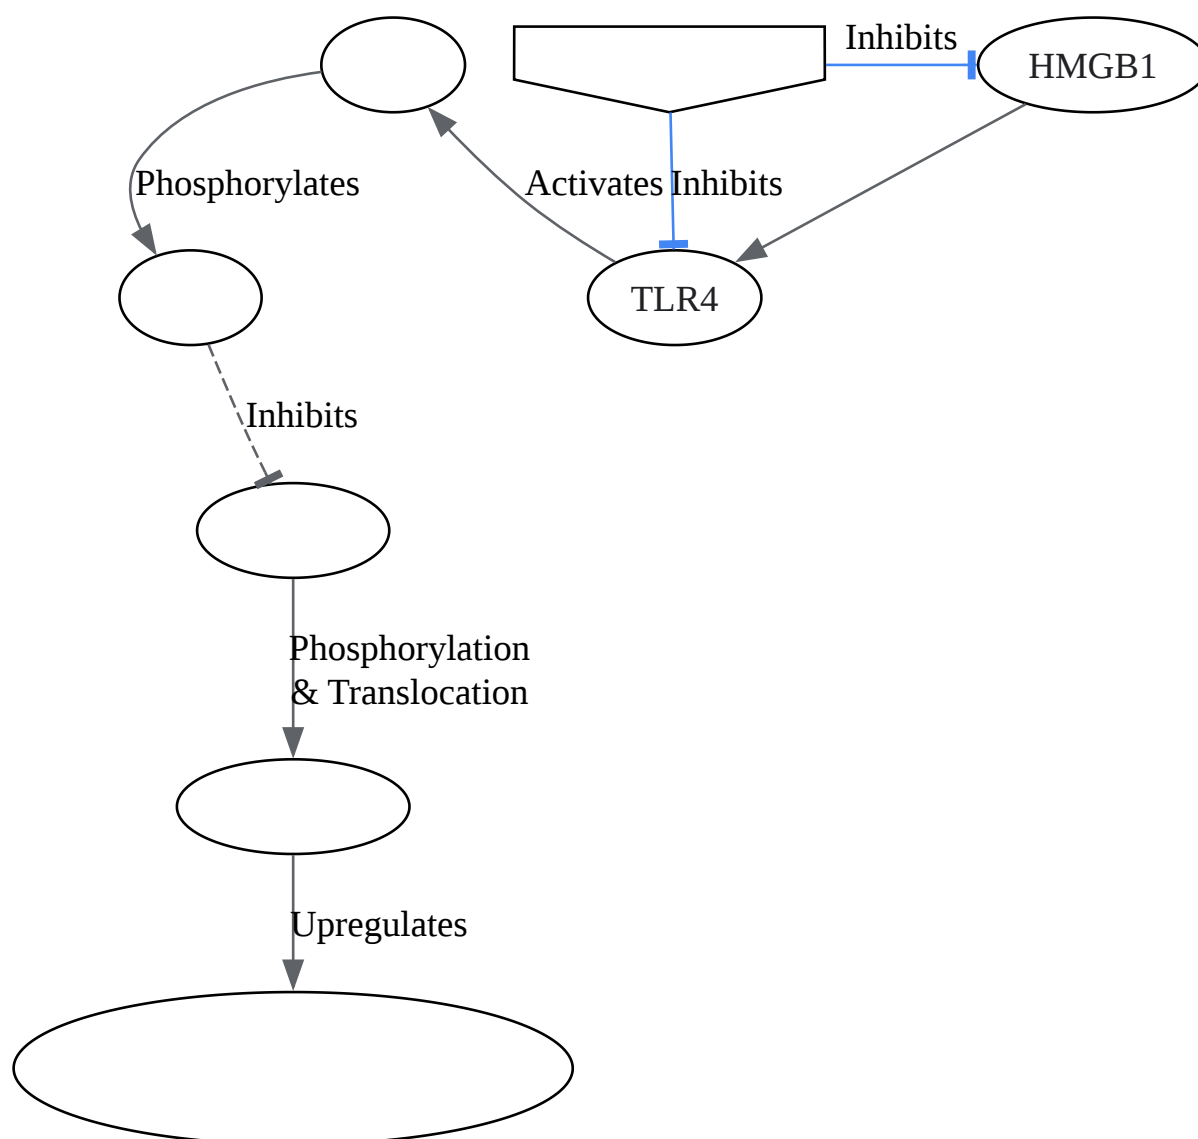 Inhibits
HMGB1
Phosphorylates
Activates
Inhibits
TLR4
Inhibits
Phosphorylation
& Translocation
Upregulates